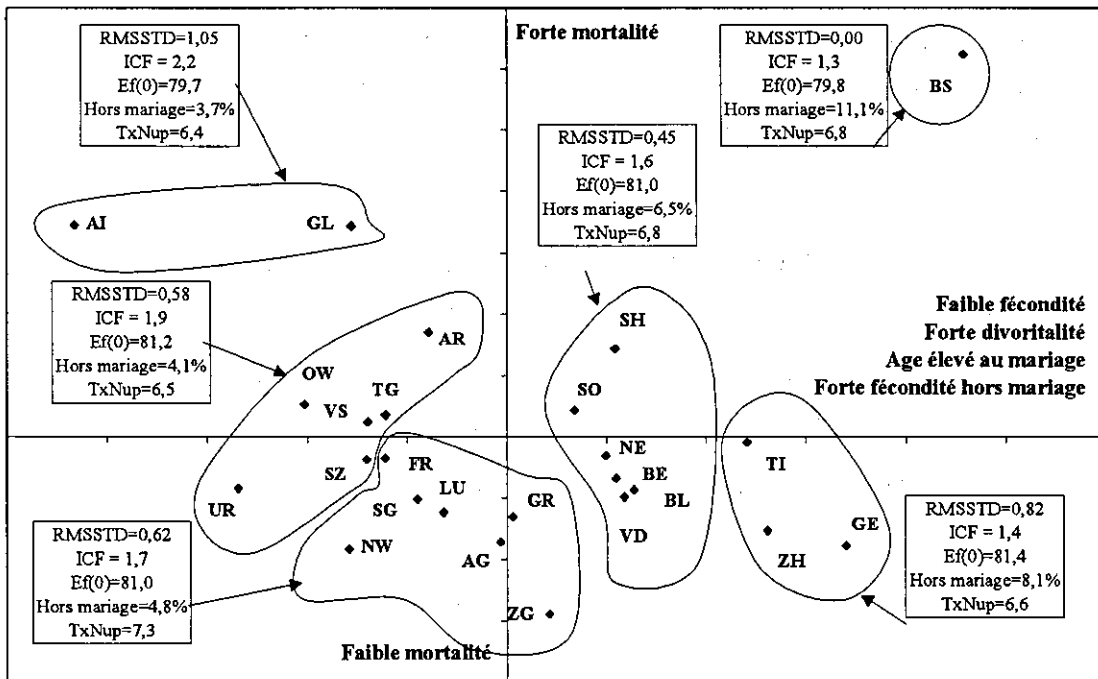 RMSSTD=1,05
ICF = 2,2
Ef(0)=79,7
Hors mariage=3,7%
TxNup=6,4
Forte mortalité
RMSSTD=0,00
ICF = 1,3
Ef(0)=79,8
Hors mariage=11,1%
TxNup=6,8
BS
RMSSTD=0,45
ICF = 1,6
Ef(0)=81,0
Hors mariage=6,5%
TxNup=6,8
AI
GL
RMSSTD=0,58
ICF = 1,9
Ef(0)=81,2
Hors mariage=4,1%
TxNup=6,5
AR
OW
TG
VS
SH
SO
Faible fécondité
Forte divoritalité
Age élevé au mariage
Forte fécondité hors mariage
SZ
FR
UR
SG
LU
GR
NW
AG
ZG
NE
BE
BL
VD
TI
GE
ZH
RMSSTD=0,62
ICF = 1,7
Ef(0)=81,0
Hors mariage=4,8%
TxNup=7,3
RMSSTD=0,82
ICF = 1,4
Ef(0)=81,4
Hors mariage=8,1%
TxNup=6,6
Faible mortalité